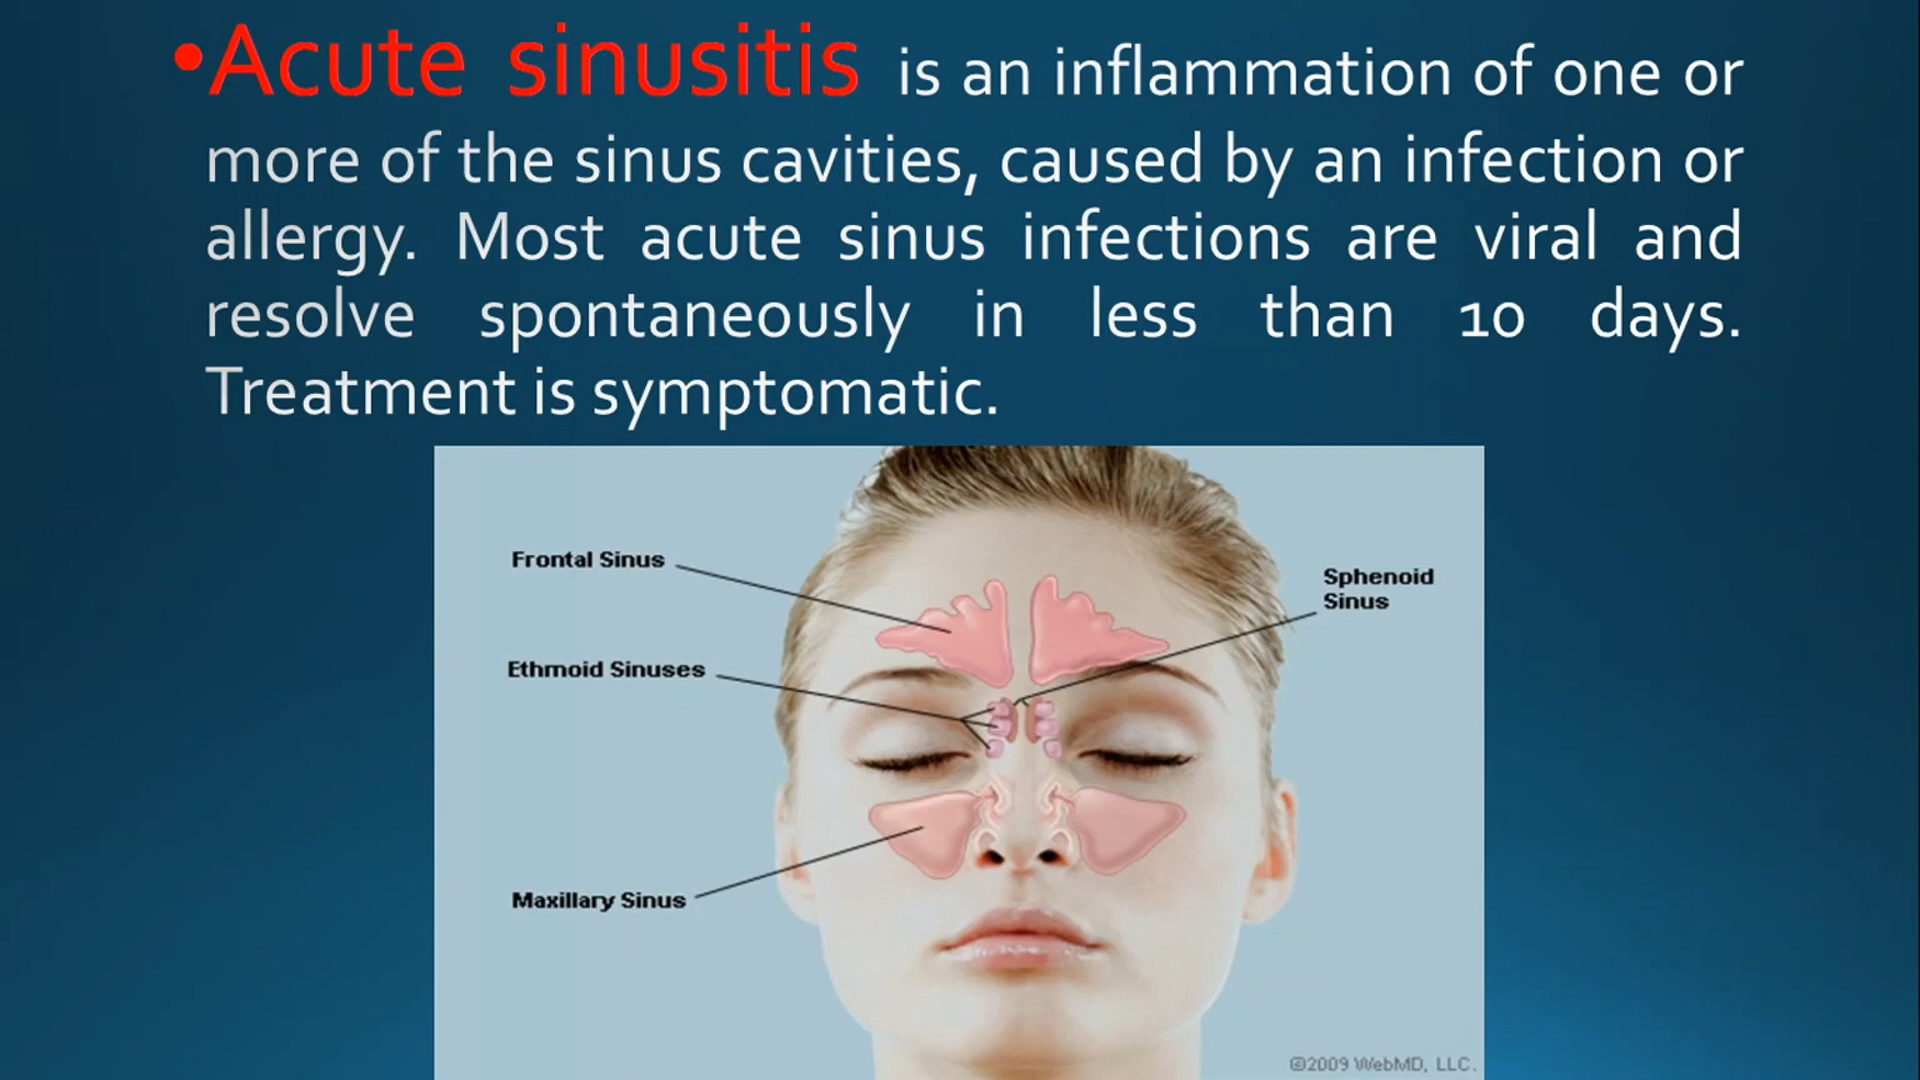 •Acute sinusitis is an inflammation of one or
more of the sinus cavities, caused by an infection or
allergy. Most acute sinus infections are viral and
resolve spontaneously in less than 10 days.
Treatment is symptomatic.
Frontal Sinus
Sphenoid
Sinus
Ethmoid Sinuses
Maxillary Sinus
©2009 WebMD, LLC.